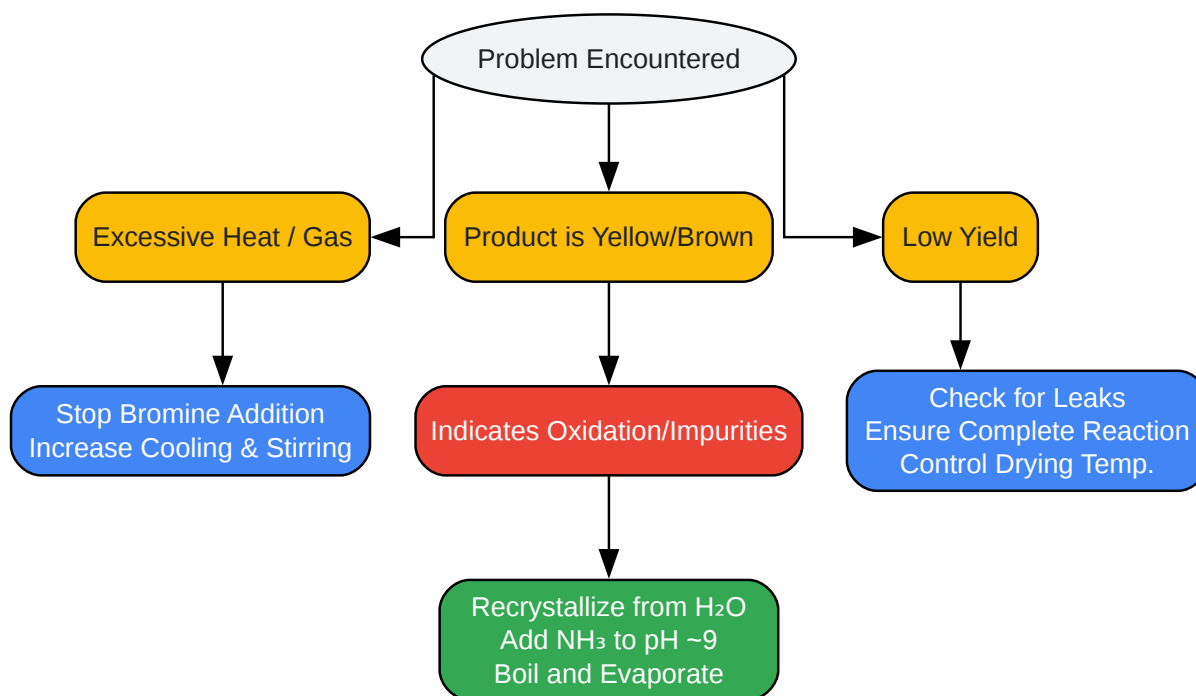 Problem Encountered
Excessive Heat / Gas
Product is Yellow/Brown
Low Yield
Stop Bromine Addition
Increase Cooling & Stirring
Indicates Oxidation/Impurities
Check for Leaks
Ensure Complete Reaction
Control Drying Temp.
Recrystallize from H₂O
Add NH₃ to pH ~9
Boil and Evaporate